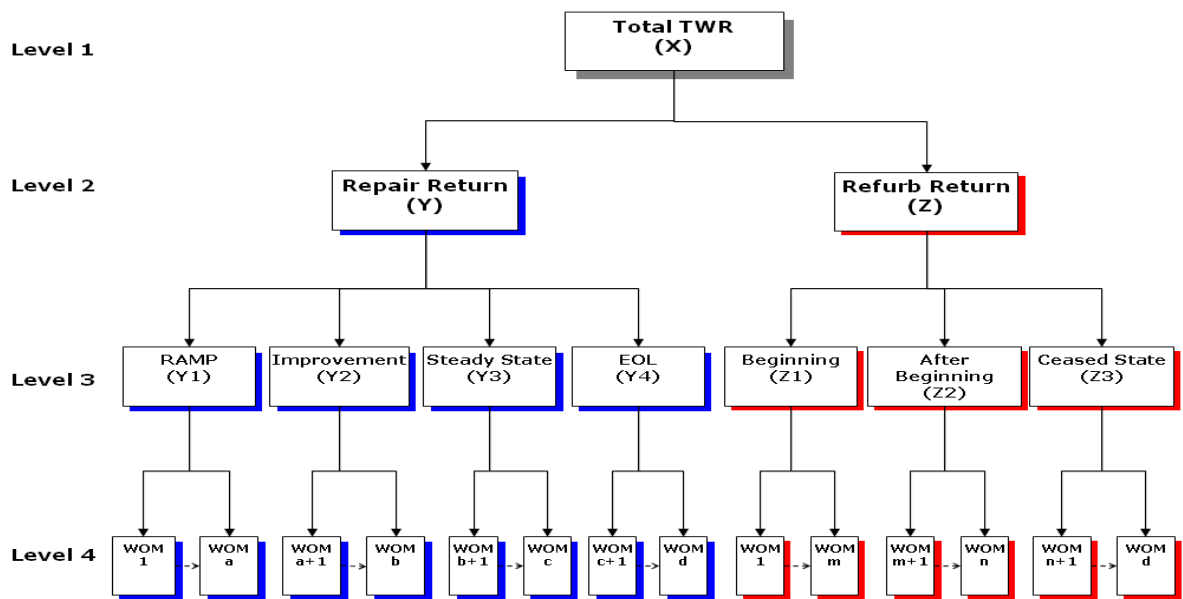 Total TWR
(X)
Level 1
Level 2
Repair Return
(Y)
Refurb Return
(Z)
Level 3
RAMP
(Y1)
Improvement
(Y2)
Steady State
(Y3)
EOL
(Y4)
Beginning
(Z1)
After
Beginning
(Z2)
Ceased State
(Z3)
Level 4
WOM
1
WOM
a
WOM
a+1
WOM
b
WOM
b+1
WOM
c
WOM
c+1
WOM
d
WOM
1
WOM
m
WOM
m+1
WOM
n
WOM
n+1
WOM
d